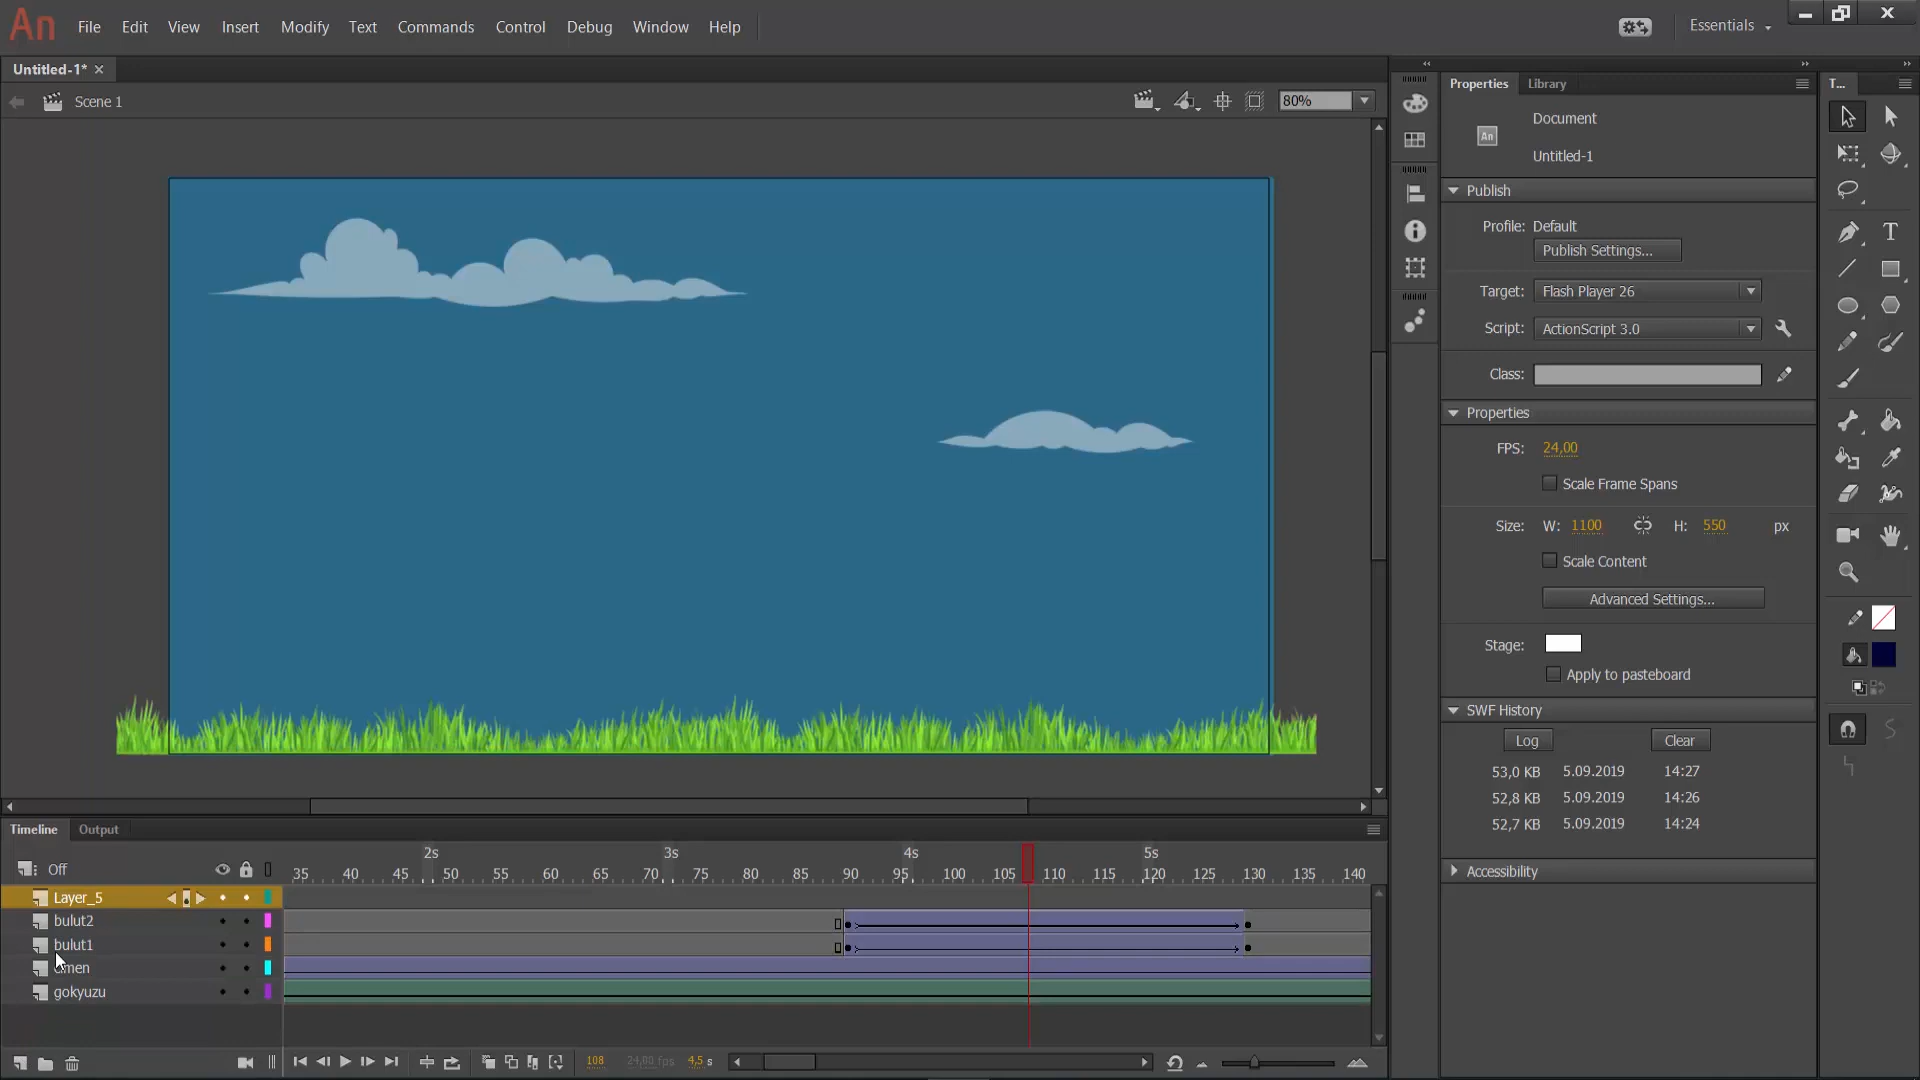 An File Edit View Insert Modify Text Commands Control Debug Window Help
Essentials
Untitled-1*
Scene 1
80%
Properties Library
T...
An
Document
Untitled-1
Publish
Profile: Default
Publish Settings...
Target: Flash Player 26
Script: ActionScript 3.0
Class:
Properties
FPS: 24,00
Scale Frame Spans
Size: W: 1100 H: 550 px
Scale Content
Advanced Settings...
Stage:
Apply to pasteboard
SWF History
Log Clear
53,0 KB 5.09.2019 14:27
52,8 KB 5.09.2019 14:26
52,7 KB 5.09.2019 14:24
Accessibility
Timeline Output
2s 3s 4s 5s
Off
35 40 45 50 55 60 65 70 75 80 85 90 95 100 105 110 115 120 125 130 135 140
Layer_5
bulut2
bulut1
gokyuzu
108 24,00 fps 4,5 s